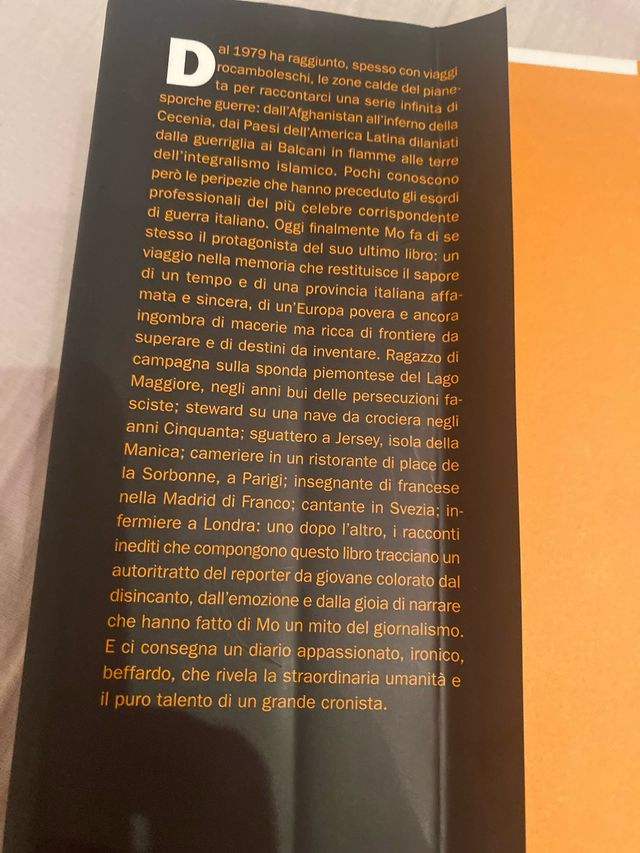 Dal 1979 ha raggiunto, spesso con viaggi
rocamboleschi, le zone calde del piane-
ta per raccontarci una serie infinita di
sporche guerre: dall'Afghanistan all'inferno della
Cecenia, dai Paesi dell'America Latina dilaniati
dalla guerriglia ai Balcani in fiamme alle terre
dell'integralismo islamico. Pochi conoscono
però le peripezie che hanno preceduto gli esordi
professionali del più celebre corrispondente
di guerra italiano. Oggi finalmente Mo fa di se
stesso il protagonista del suo ultimo libro: un
viaggio nella memoria che restituisce il sapore
di un tempo e di una provincia italiana affa-
mata e sincera, di un'Europa povera e ancora
ingombra di macerie ma ricca di frontiere da
superare e di destini da inventare. Ragazzo di
campagna sulla sponda piemontese del Lago
Maggiore, negli anni bui delle persecuzioni fa-
sciste; steward su una nave da crociera negli
anni Cinquanta; sguattero a Jersey, isola della
Manica; cameriere in un ristorante di place de
la Sorbonne, a Parigi; insegnante di francese
nella Madrid di Franco; cantante in Svezia; in-
fermiere a Londra: uno dopo l'altro, i racconti
inediti che compongono questo libro tracciano un
autoritratto del reporter da giovane colorato dal
disincanto, dall'emozione e dalla gioia di narrare
che hanno fatto di Mo un mito del giornalismo.
E ci consegna un diario appassionato, ironico,
beffardo, che rivela la straordinaria umanità e
il puro talento di un grande cronista.